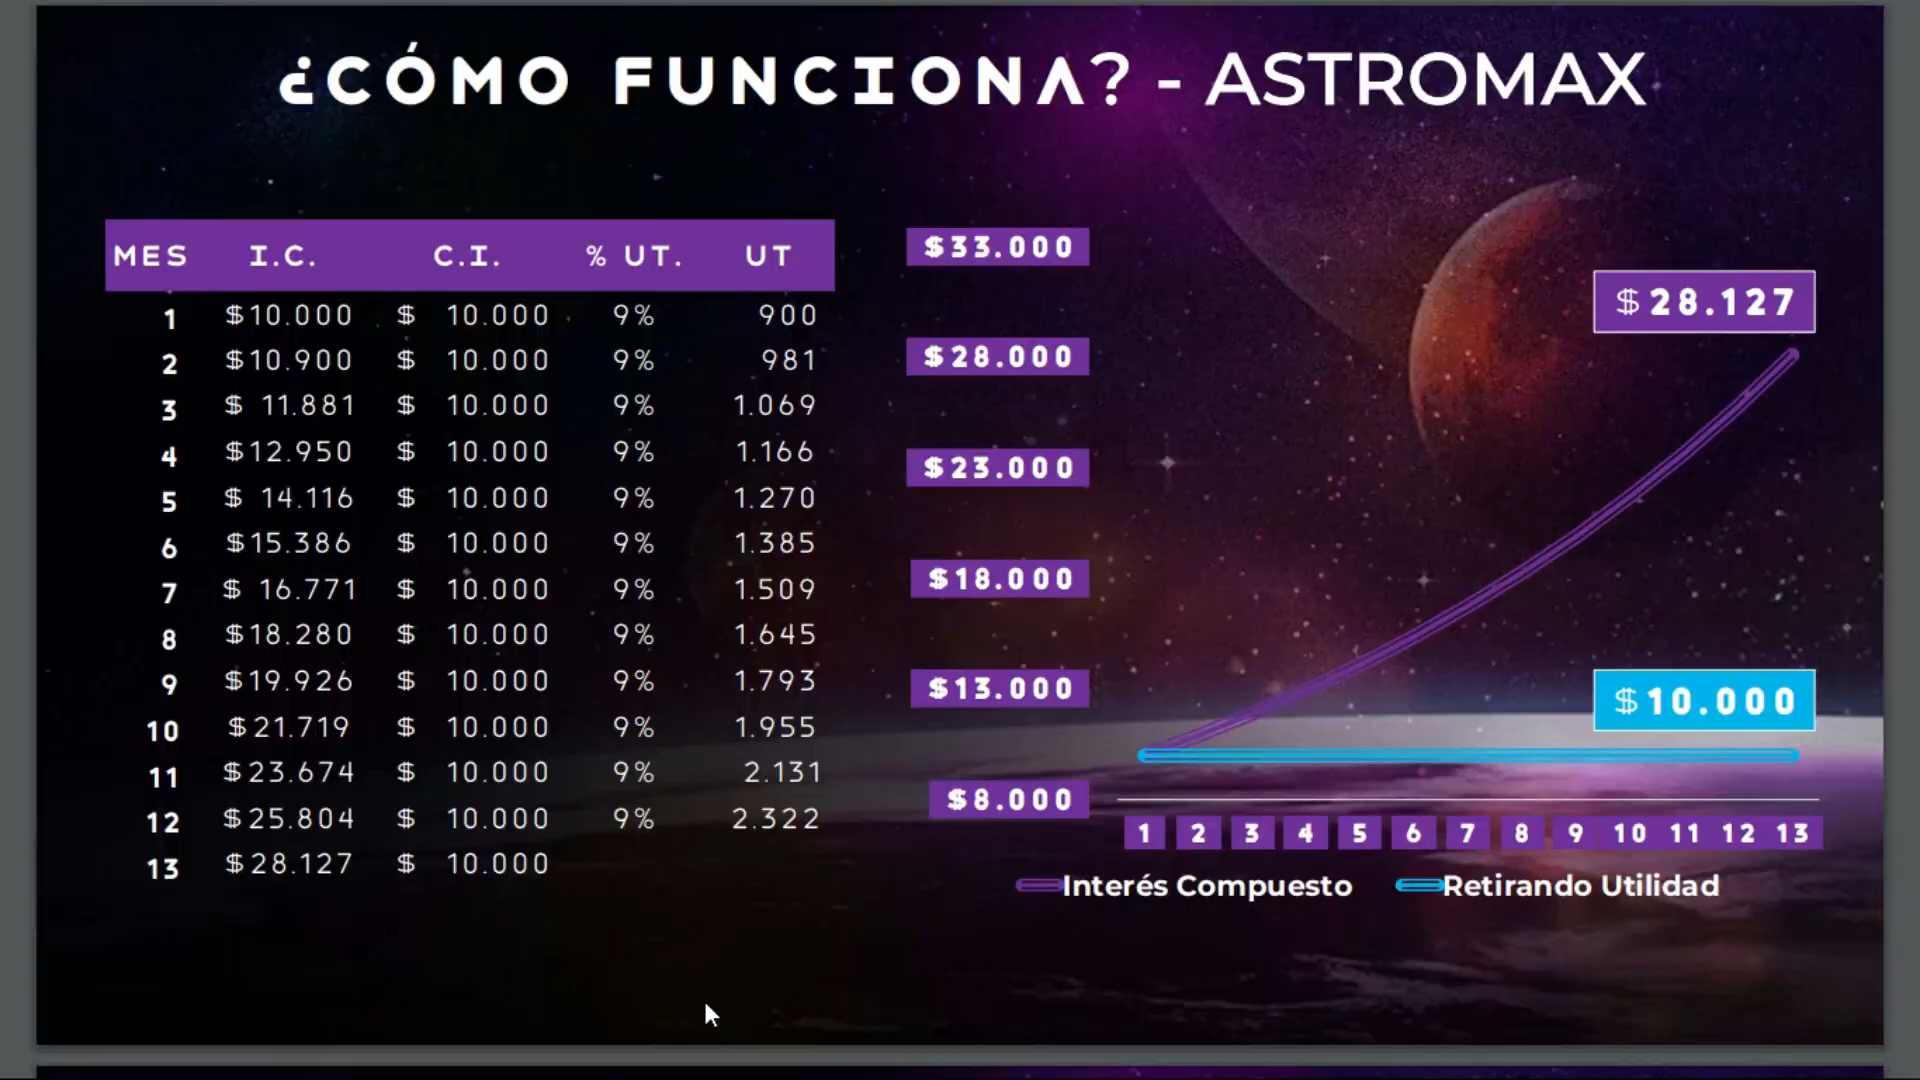 ¿CÓMO FUNCIONA? - ASTROMAX
MES I.C. C.I. % UT. UT
1 $10.000 $ 10.000 9% 900
2 $10.900 $ 10.000 9% 981
3 $ 11.881 $ 10.000 9% 1.069
4 $12.950 $ 10.000 9% 1.166
5 $ 14.116 $ 10.000 9% 1.270
6 $15.386 $ 10.000 9% 1.385
7 $ 16.771 $ 10.000 9% 1.509
8 $18.280 $ 10.000 9% 1.645
9 $19.926 $ 10.000 9% 1.793
10 $21.719 $ 10.000 9% 1.955
11 $23.674 $ 10.000 9% 2.131
12 $25.804 $ 10.000 9% 2.322
13 $28.127 $ 10.000
$33.000
$28.000
$23.000
$18.000
$13.000
$8.000
$28.127
$10.000
1 2 3 4 5 6 7 8 9 10 11 12 13
Interés Compuesto Retirando Utilidad